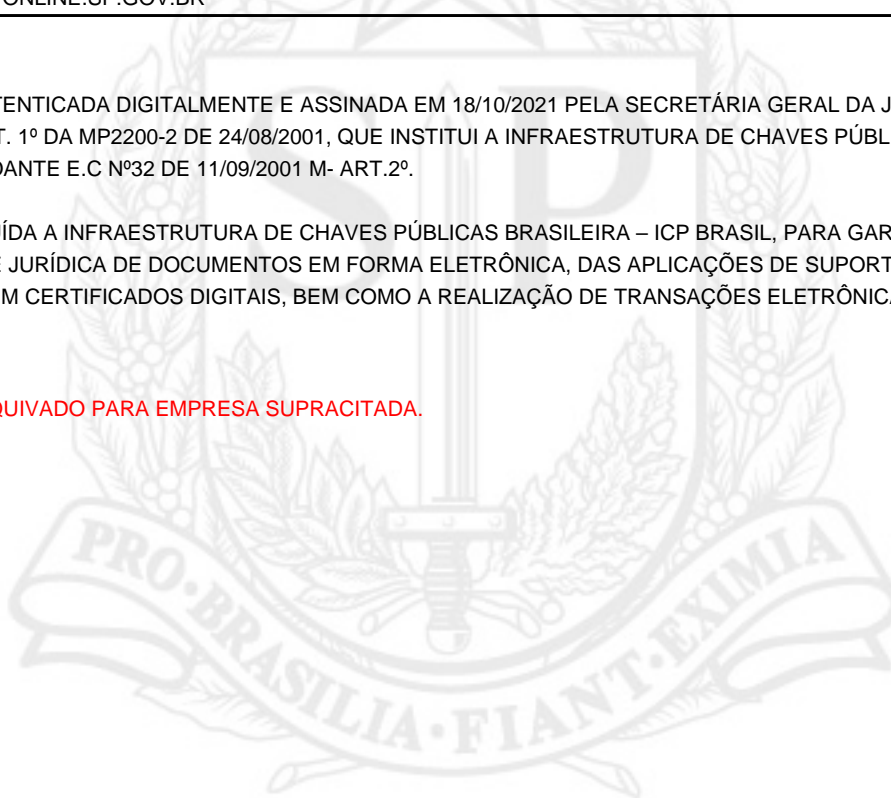 ONLINE.SP.GOV.BR
TENTICADA DIGITALMENTE E ASSINADA EM 18/10/2021 PELA SECRETÁRIA GERAL DA J
T. 1º DA MP2200-2 DE 24/08/2001, QUE INSTITUI A INFRAESTRUTURA DE CHAVES PÚBL
DANTE E.C Nº32 DE 11/09/2001 M- ART.2º.
ÍDA A INFRAESTRUTURA DE CHAVES PÚBLICAS BRASILEIRA – ICP BRASIL, PARA GAR
E JURÍDICA DE DOCUMENTOS EM FORMA ELETRÔNICA, DAS APLICAÇÕES DE SUPORT
M CERTIFICADOS DIGITAIS, BEM COMO A REALIZAÇÃO DE TRANSAÇÕES ELETRÔNICA
QUIVADO PARA EMPRESA SUPRACITADA.
SP
PRO•BRASILIA•FIANT•EXIMIA